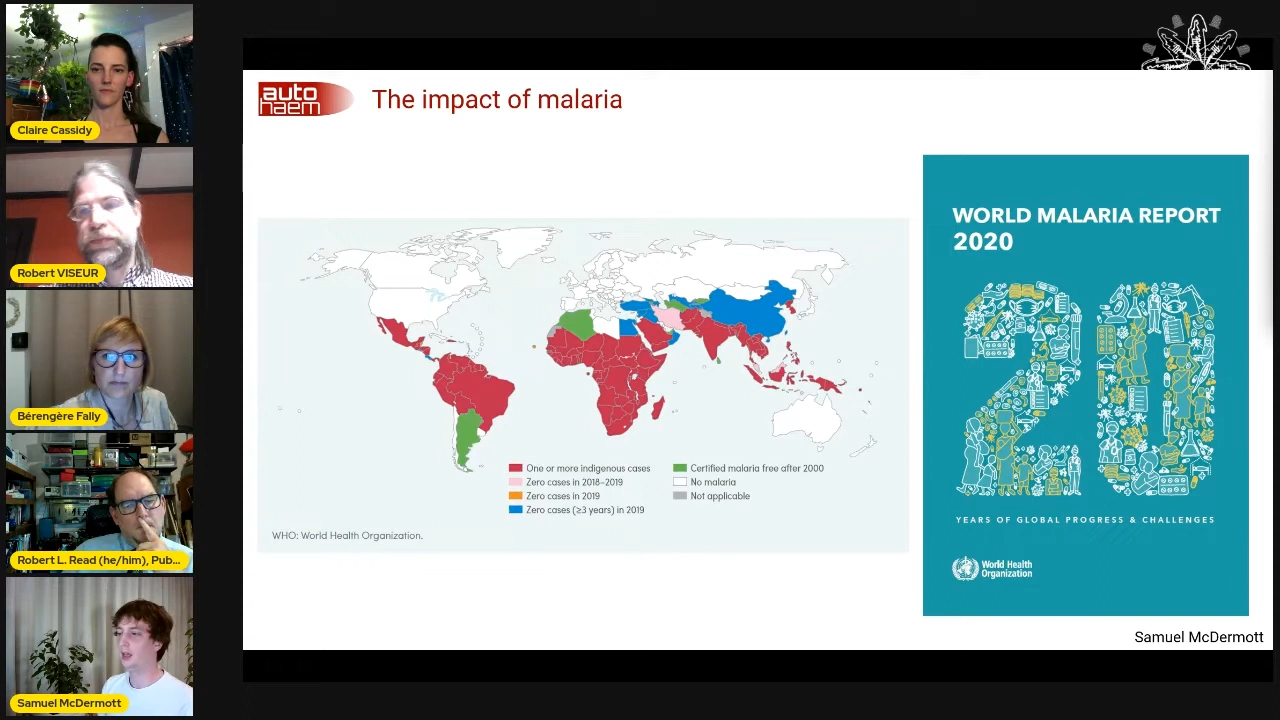 Claire Cassidy
Robert VISEUR
Bérengère Fally
Robert L. Read (he/him), Pub...
Samuel McDermott
auto
haem
The impact of malaria
One or more indigenous cases
Zero cases in 2018–2019
Zero cases in 2019
Zero cases (≥3 years) in 2019
Certified malaria free after 2000
No malaria
Not applicable
WHO: World Health Organization.
WORLD MALARIA REPORT
2020
20
YEARS OF GLOBAL PROGRESS & CHALLENGES
World Health
Organization
Samuel McDermott